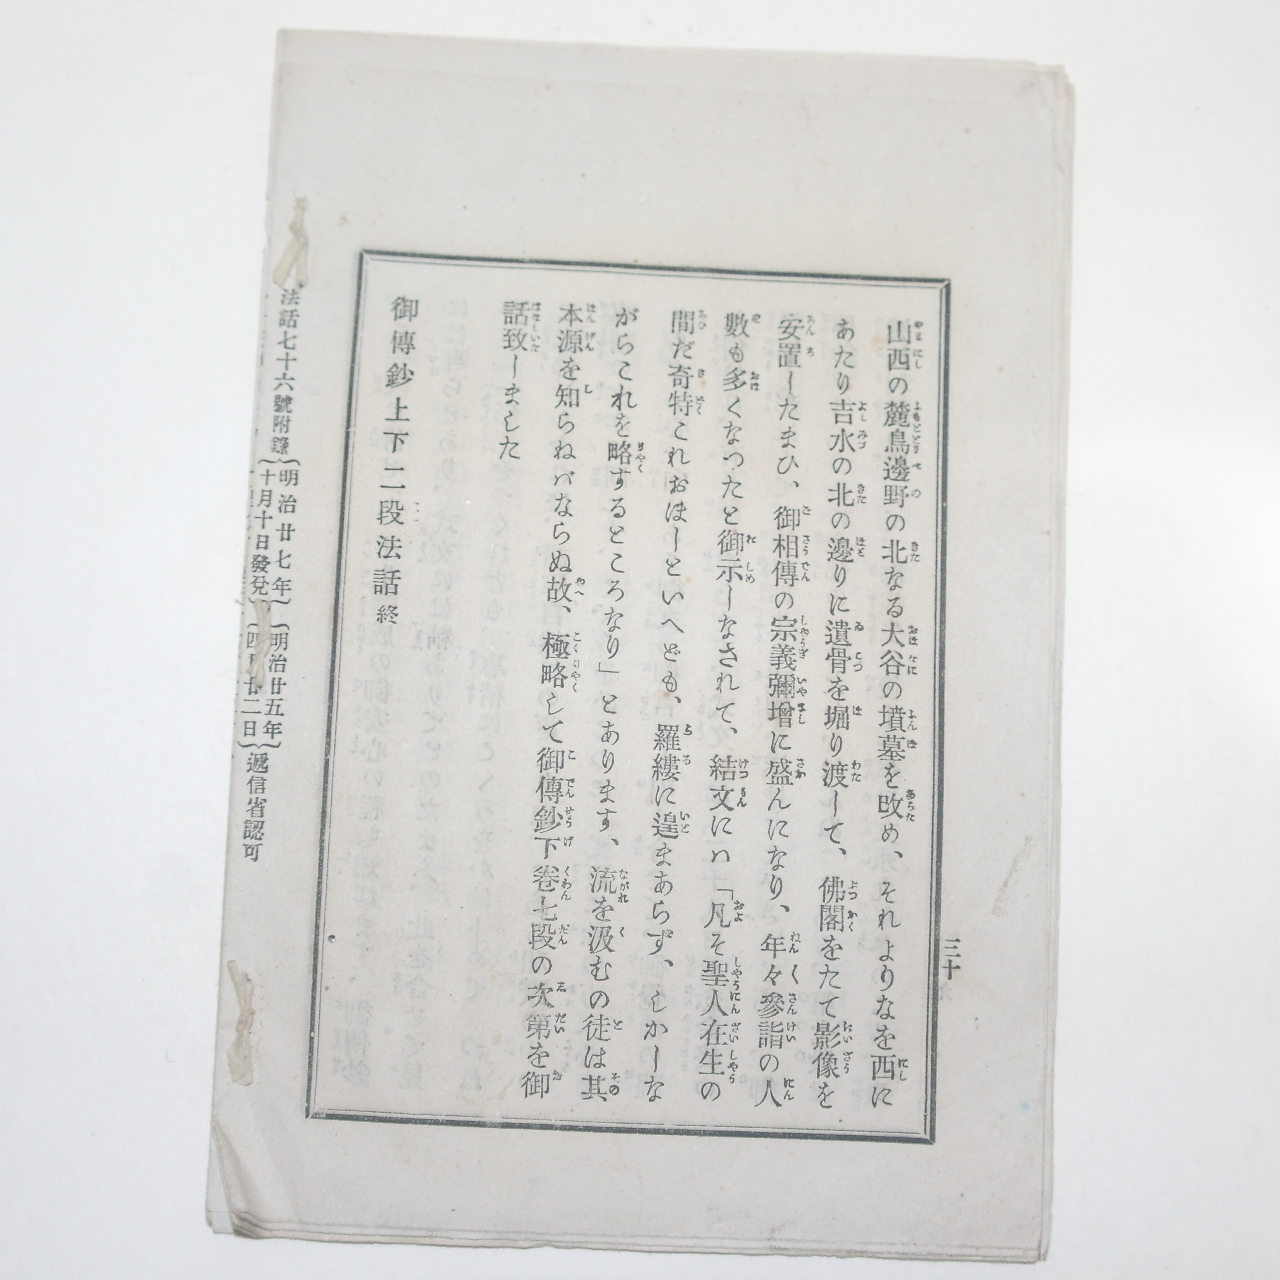 山西の麓鳥邊野の北なる大谷の墳墓を改め、それよりなを西に
あたり吉水の北の邊りに遺骨を堀り渡して、佛閣をたて影像を
安置したまひ、御相傳の宗義彌增に盛んになり、年々參詣の人
數も多くなつたと御示しなされて、結文にハ「凡そ聖人在生の
間だ奇特これおほしといへども、羅縷に遑まあらず、しかしな
がらこれを略するところなり」とあります、流を汲むの徒は其
本源を知らねバならぬ故、極略して御傳鈔下卷七段の次第を御
話致しました
御傳鈔上下二段法話終
三十
法話七十六號附錄
明治廿七年
十月十日發兌
明治廿五年
四月廿二日
遞信省認可